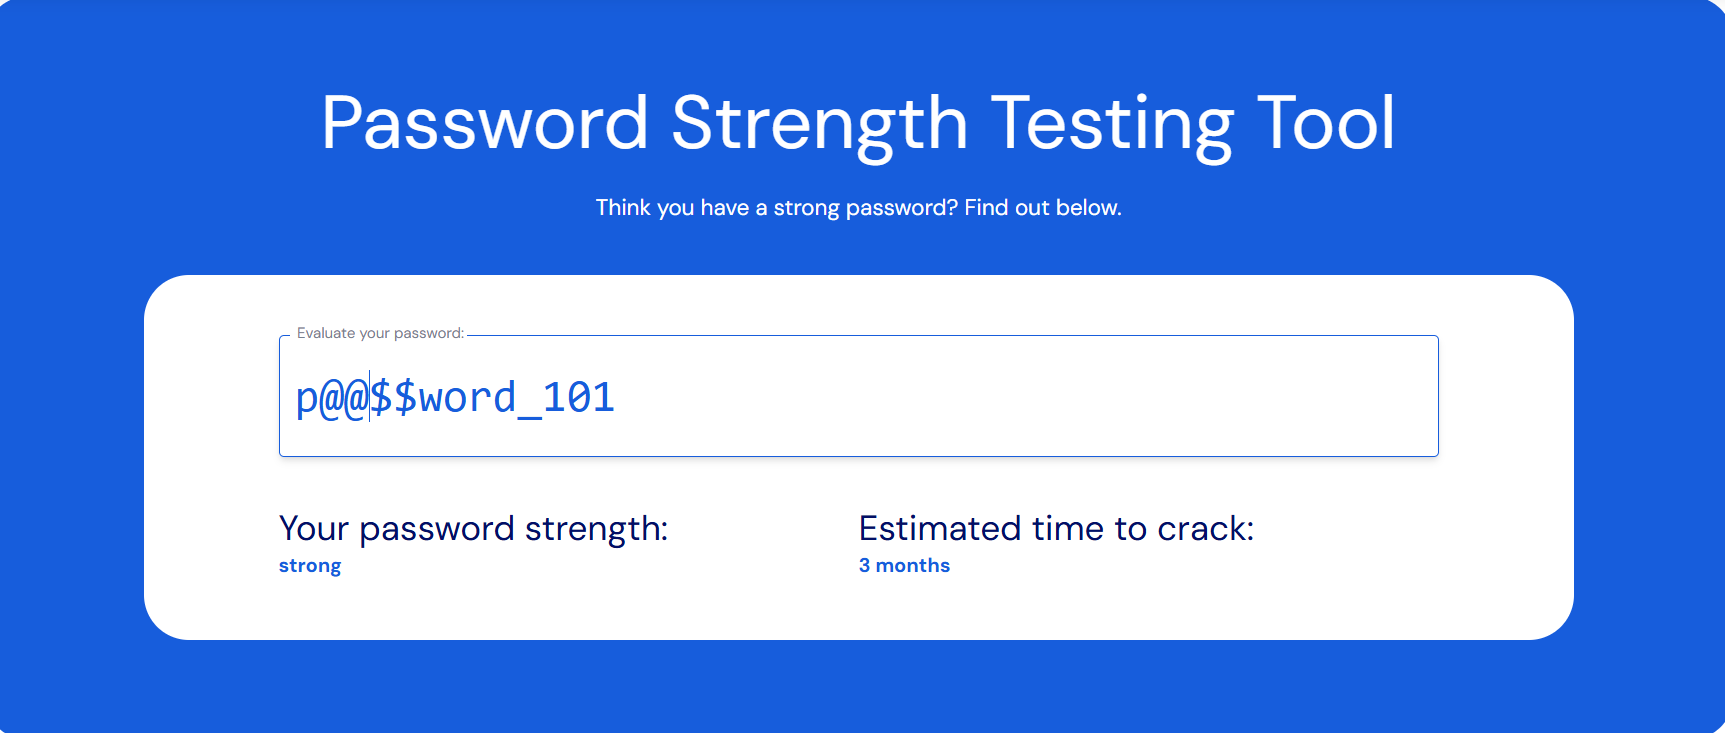 Password Strength Testing Tool
Think you have a strong password? Find out below.
Evaluate your password:
p@@$$word_101
Your password strength:
strong
Estimated time to crack:
3 months